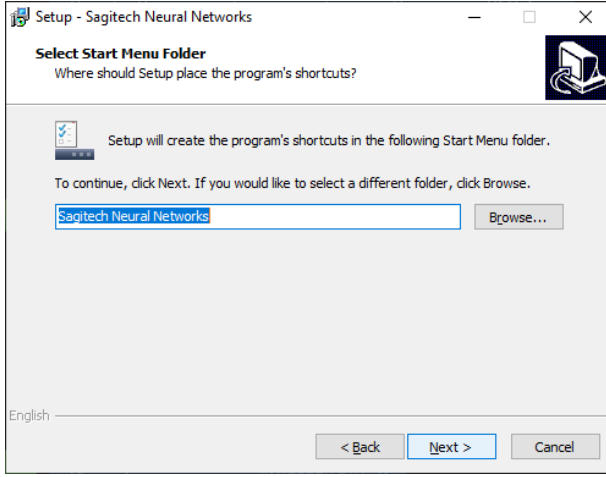 Setup - Sagitech Neural Networks
Select Start Menu Folder
Where should Setup place the program's shortcuts?
Setup will create the program's shortcuts in the following Start Menu folder.
To continue, click Next. If you would like to select a different folder, click Browse.
Sagitech Neural Networks
Browse...
English
< Back
Next >
Cancel